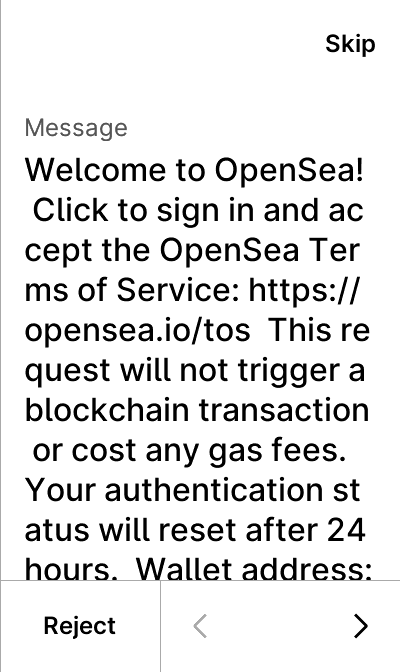 Skip
Message
Welcome to OpenSea!
Click to sign in and ac
cept the OpenSea Ter
ms of Service: https://
opensea.io/tos  This re
quest will not trigger a
blockchain transaction
or cost any gas fees.
Your authentication st
atus will reset after 24
hours.  Wallet address:
Reject